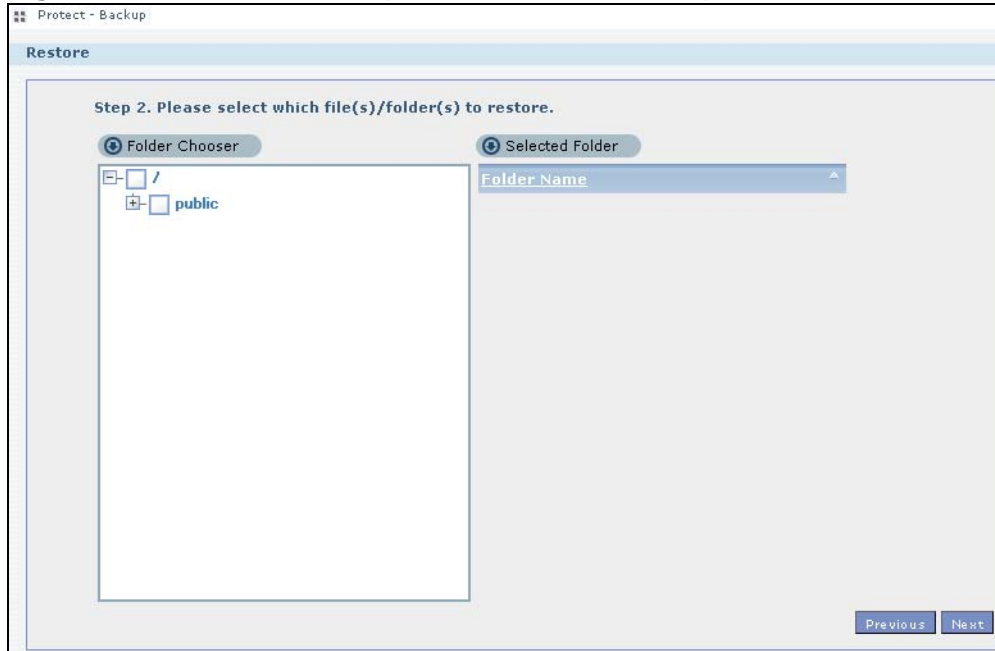 Protect - Backup
Restore
Step 2. Please select which file(s)/folder(s) to restore.
Folder Chooser
Selected Folder
/
public
Folder Name
Previous
Next